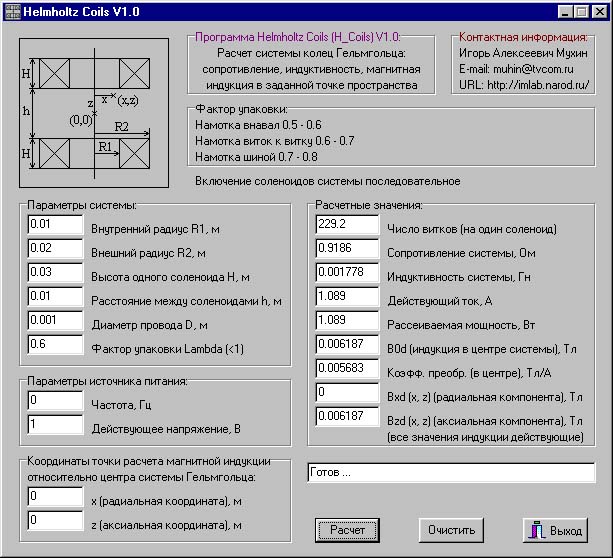 Helmholtz Coils V1.0
H
h
H
z
x
(x,z)
(0,0)
R2
R1
Программа Helmholtz Coils (H_Coils) V1.0:
Расчет системы колец Гельмгольца:
сопротивление, индуктивность, магнитная
индукция в заданной точке пространства
Контактная информация:
Игорь Алексеевич Мухин
E-mail: muhin@tvcom.ru
URL: http://imlab.narod.ru/
Фактор упаковки:
Намотка внавал 0.5 - 0.6
Намотка виток к витку 0.6 - 0.7
Намотка шиной 0.7 - 0.8
Включение соленоидов системы последовательное
Параметры системы:
0.01 Внутренний радиус R1, м
0.02 Внешний радиус R2, м
0.03 Высота одного соленоида H, м
0.01 Расстояние между соленоидами h, м
0.001 Диаметр провода D, м
0.6 Фактор упаковки Lambda (<1)
Параметры источника питания:
0 Частота, Гц
1 Действующее напряжение, В
Координаты точки расчета магнитной индукции
относительно центра системы Гельмгольца:
0 x (радиальная координата), м
0 z (аксиальная координата), м
Расчетные значения:
229.2 Число витков (на один соленоид)
0.9186 Сопротивление системы, Ом
0.001778 Индуктивность системы, Гн
1.089 Действующий ток, А
1.089 Рассеиваемая мощность, Вт
0.006187 B0d (индукция в центре системы), Тл
0.005683 Коэфф. преобр. (в центре), Тл/А
0 Bxd (x, z) (радиальная компонента), Тл
0.006187 Bzd (x, z) (аксиальная компонента), Тл
(все значения индукции действующие)
Готов ...
Расчет
Очистить
Выход